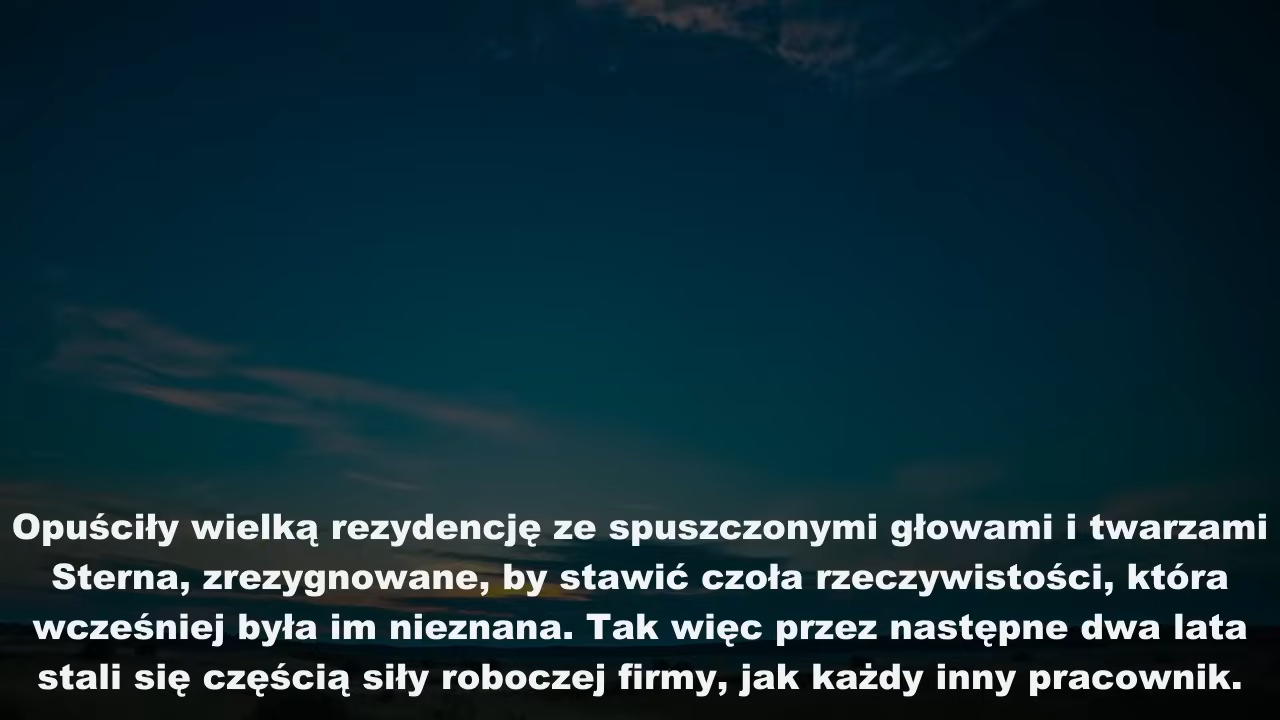 Opuściły wielką rezydencję ze spuszczonymi głowami i twarzami
Sterna, zrezygnowane, by stawić czoła rzeczywistości, która
wcześniej była im nieznana. Tak więc przez następne dwa lata
stali się częścią siły roboczej firmy, jak każdy inny pracownik.